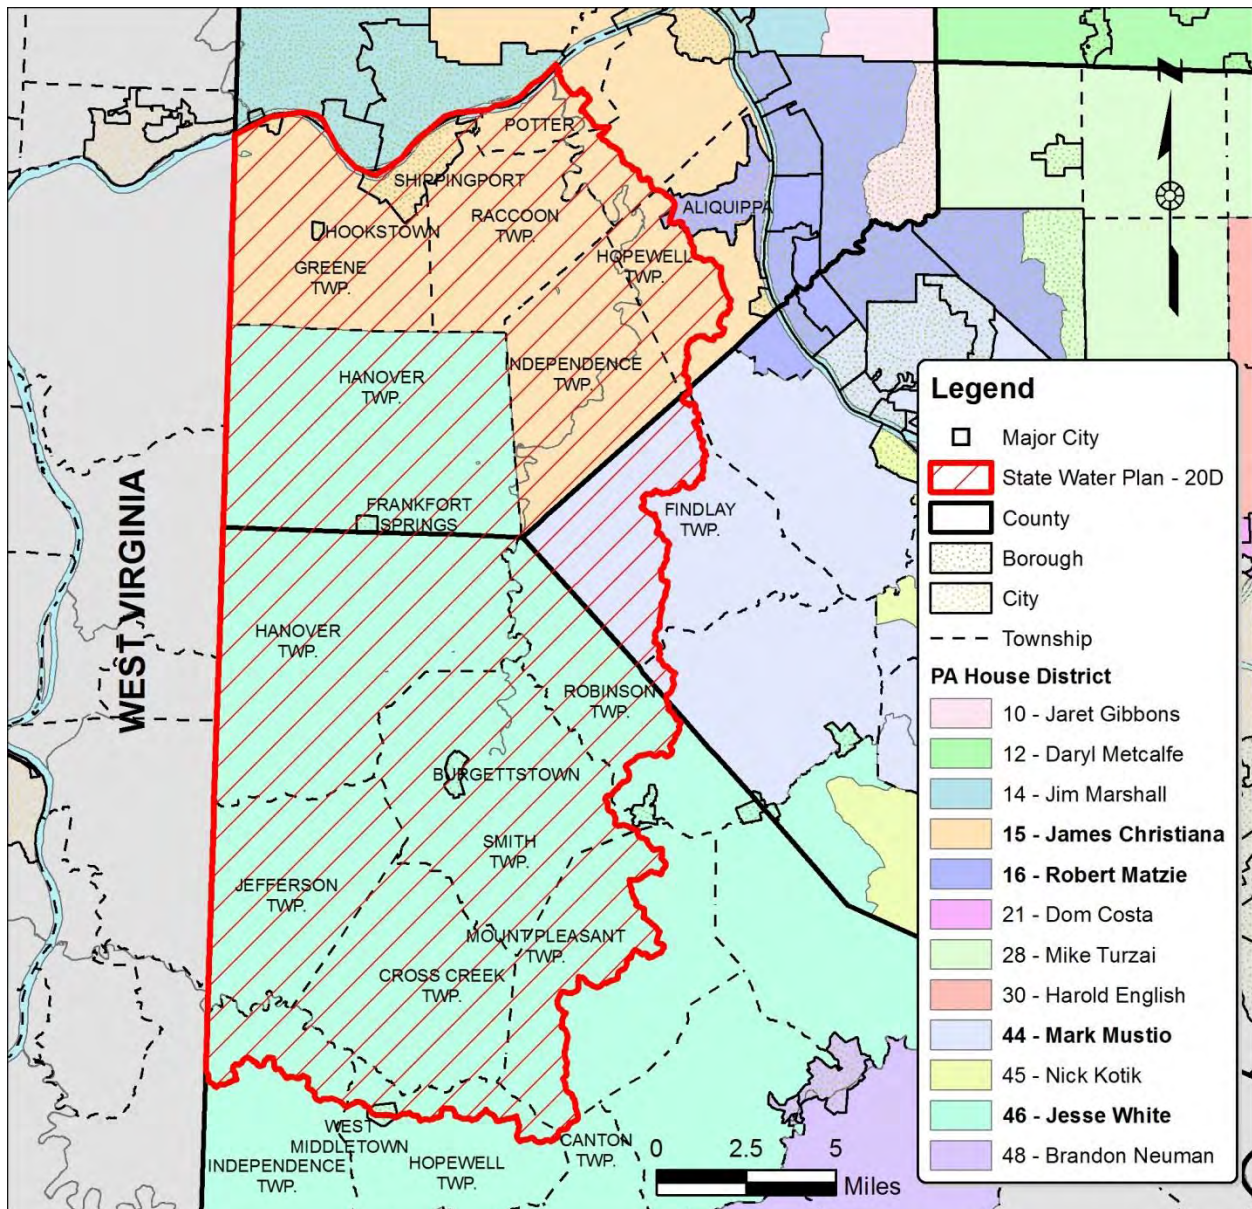 POTTER
SHIPPINGPORT
ALIQUIPPA
RACCOON
TWP.
HOOKSTOWN
GREENE
TWP.
HOPEWELL
TWP.
HANOVER
TWP.
INDEPENDENCE
TWP.
FRANKFORT
SPRINGS
FINDLAY
TWP.
WEST VIRGINIA
HANOVER
TWP.
ROBINSON
TWP.
BURGETTSTOWN
SMITH
TWP.
JEFFERSON
TWP.
MOUNT PLEASANT
TWP.
CROSS CREEK
TWP.
WEST
MIDDLETOWN
INDEPENDENCE
TWP.
HOPEWELL
TWP.
CANTON
TWP.
N
Legend
Major City
State Water Plan - 20D
County
Borough
City
Township
PA House District
10 - Jaret Gibbons
12 - Daryl Metcalfe
14 - Jim Marshall
15 - James Christiana
16 - Robert Matzie
21 - Dom Costa
28 - Mike Turzai
30 - Harold English
44 - Mark Mustio
45 - Nick Kotik
46 - Jesse White
48 - Brandon Neuman
0 2.5 5
Miles